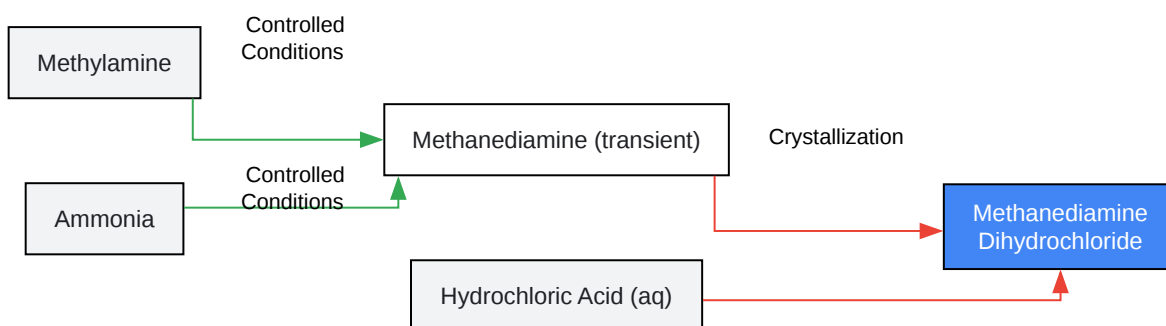 Controlled
Conditions
Methylamine
Methanediamine (transient)
Crystallization
Controlled
Conditions
Ammonia
Methanediamine
Dihydrochloride
Hydrochloric Acid (aq)